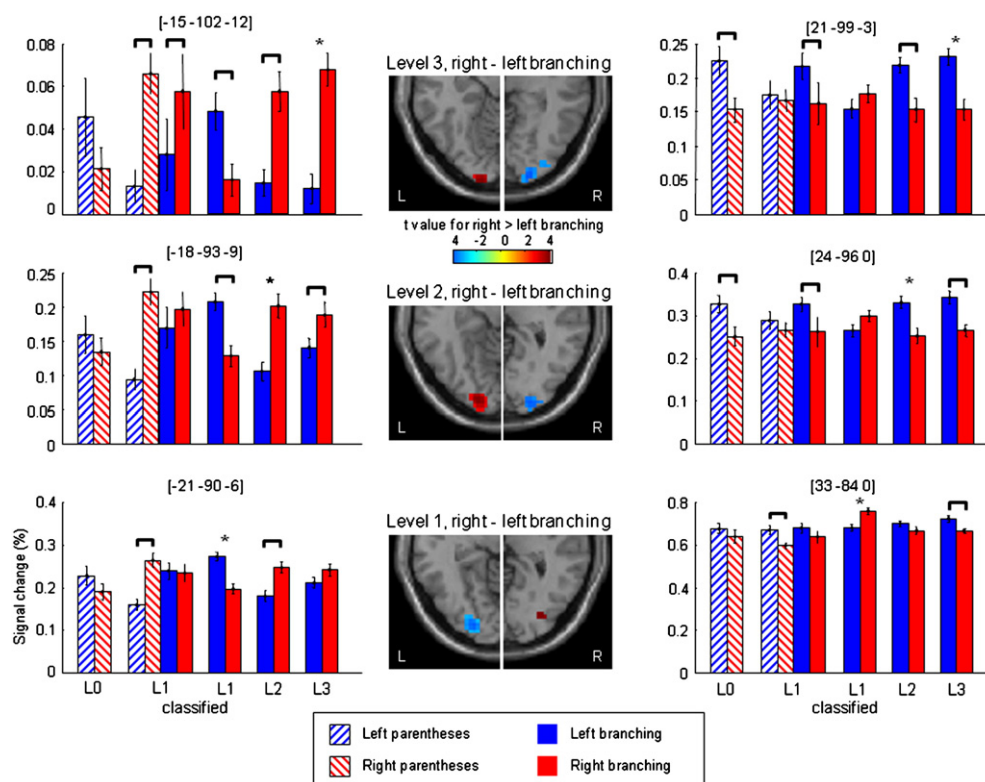 [-15 -102 -12]
0.08
0.06
0.04
0.02
0
*
Level 3, right - left branching
L
R
t value for right > left branching
4 -2 0 2 4
[21 -99 -3]
0.25
0.2
0.15
0.1
0.05
0
*
[-18 -93 -9]
0.25
0.2
0.15
0.1
0.05
0
*
Level 2, right - left branching
L
R
[24 -96 0]
0.4
0.3
0.2
0.1
0
*
[-21 -90 -6]
Signal change (%)
0.4
0.3
0.2
0.1
0
*
L0 L1 L1 L2 L3
classified
Level 1, right - left branching
L
R
[33 -84 0]
0.8
0.6
0.4
0.2
0
*
L0 L1 L1 L2 L3
classified
Left parentheses
Left branching
Right parentheses
Right branching